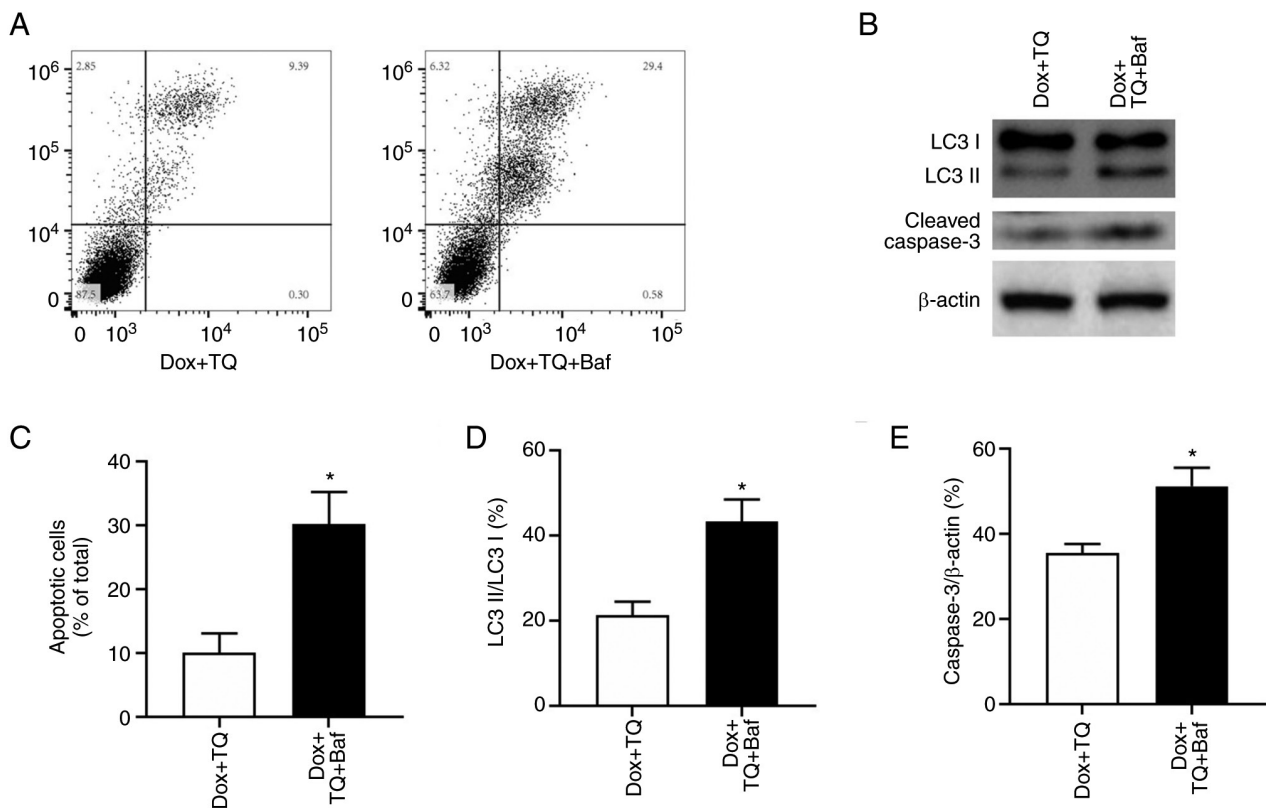 A
2.85
9.39
87.5
0.30
10⁶
10⁵
10⁴
0
0
10³
10⁴
10⁵
Dox+TQ
6.32
29.4
63.7
0.58
10⁶
10⁵
10⁴
0
0
10³
10⁴
10⁵
Dox+TQ+Baf
B
Dox+TQ
Dox+
TQ+Baf
LC3 I
LC3 II
Cleaved
caspase-3
β-actin
C
Apoptotic cells
(% of total)
40
30
20
10
0
*
Dox+TQ
Dox+
TQ+Baf
D
LC3 II/LC3 I (%)
60
40
20
0
*
Dox+TQ
Dox+
TQ+Baf
E
Caspase-3/β-actin (%)
60
40
20
0
*
Dox+TQ
Dox+
TQ+Baf